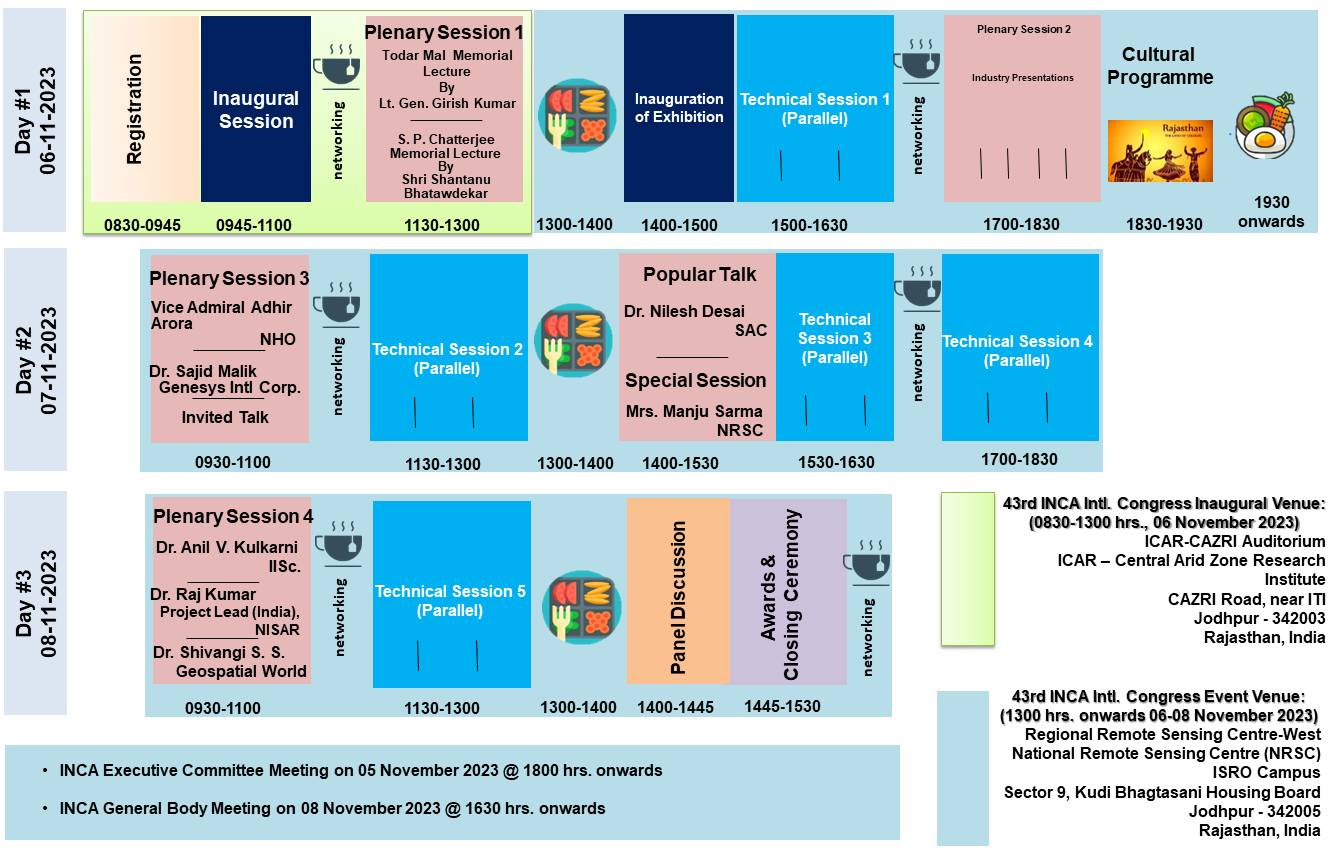 Day #1
06-11-2023
Registration
0830-0945
Inaugural
Session
0945-1100
networking
Plenary Session 1
Todar Mal Memorial
Lecture
By
Lt. Gen. Girish Kumar
S. P. Chatterjee
Memorial Lecture
By
Shri Shantanu
Bhatawdekar
1130-1300
1300-1400
Inauguration
of Exhibition
1400-1500
Technical Session 1
(Parallel)
1500-1630
networking
Plenary Session 2
Industry Presentations
1700-1830
Cultural
Programme
Rajasthan
1830-1930
1930
onwards
Day #2
07-11-2023
Plenary Session 3
Vice Admiral Adhir
Arora
NHO
Dr. Sajid Malik
Genesys Intl Corp.
Invited Talk
0930-1100
networking
Technical Session 2
(Parallel)
1130-1300
1300-1400
Popular Talk
Dr. Nilesh Desai
SAC
Special Session
Mrs. Manju Sarma
NRSC
1400-1530
Technical
Session 3
(Parallel)
1530-1630
networking
Technical Session 4
(Parallel)
1700-1830
Day #3
08-11-2023
Plenary Session 4
Dr. Anil V. Kulkarni
IISc.
Dr. Raj Kumar
Project Lead (India),
NISAR
Dr. Shivangi S. S.
Geospatial World
0930-1100
networking
Technical Session 5
(Parallel)
1130-1300
1300-1400
Panel Discussion
1400-1445
Awards &
Closing Ceremony
1445-1530
networking
43rd INCA Intl. Congress Inaugural Venue:
(0830-1300 hrs., 06 November 2023)
ICAR-CAZRI Auditorium
ICAR – Central Arid Zone Research
Institute
CAZRI Road, near ITI
Jodhpur - 342003
Rajasthan, India
43rd INCA Intl. Congress Event Venue:
(1300 hrs. onwards 06-08 November 2023)
Regional Remote Sensing Centre-West
National Remote Sensing Centre (NRSC)
ISRO Campus
Sector 9, Kudi Bhagtasani Housing Board
Jodhpur - 342005
Rajasthan, India
• INCA Executive Committee Meeting on 05 November 2023 @ 1800 hrs. onwards
• INCA General Body Meeting on 08 November 2023 @ 1630 hrs. onwards